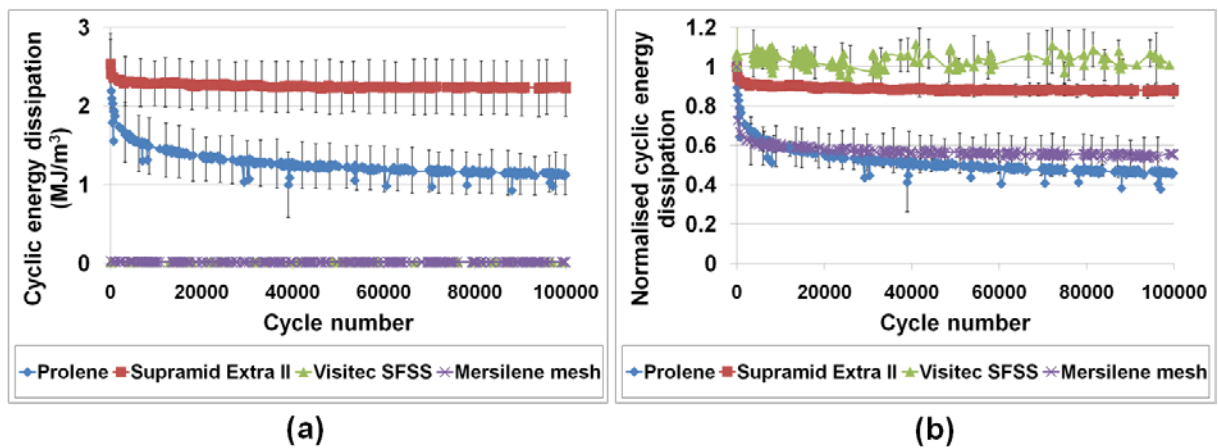 Cyclic energy dissipation
(MJ/m³)
3
2
1
0
0 20000 40000 60000 80000 100000
Cycle number
Prolene Supramid Extra II Visitec SFSS Mersilene mesh
(a)
Normalised cyclic energy
dissipation
1.2
1
0.8
0.6
0.4
0.2
0
0 20000 40000 60000 80000 100000
Cycle number
Prolene Supramid Extra II Visitec SFSS Mersilene mesh
(b)